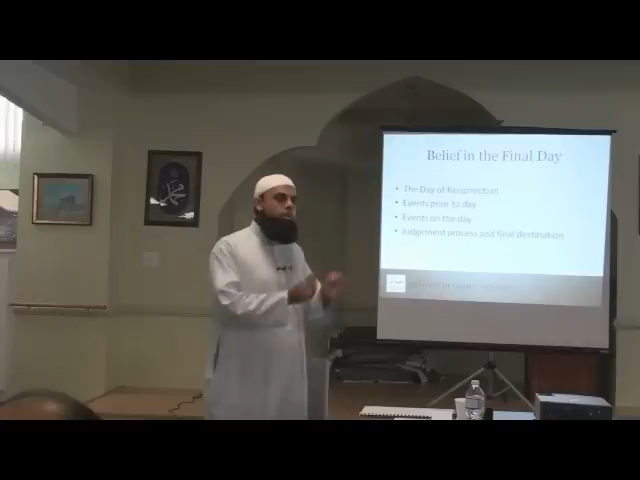 Belief in the Final Day
• The Day of Resurrection
• Events prior to day
• Events on the day
• Judgement process and final destination